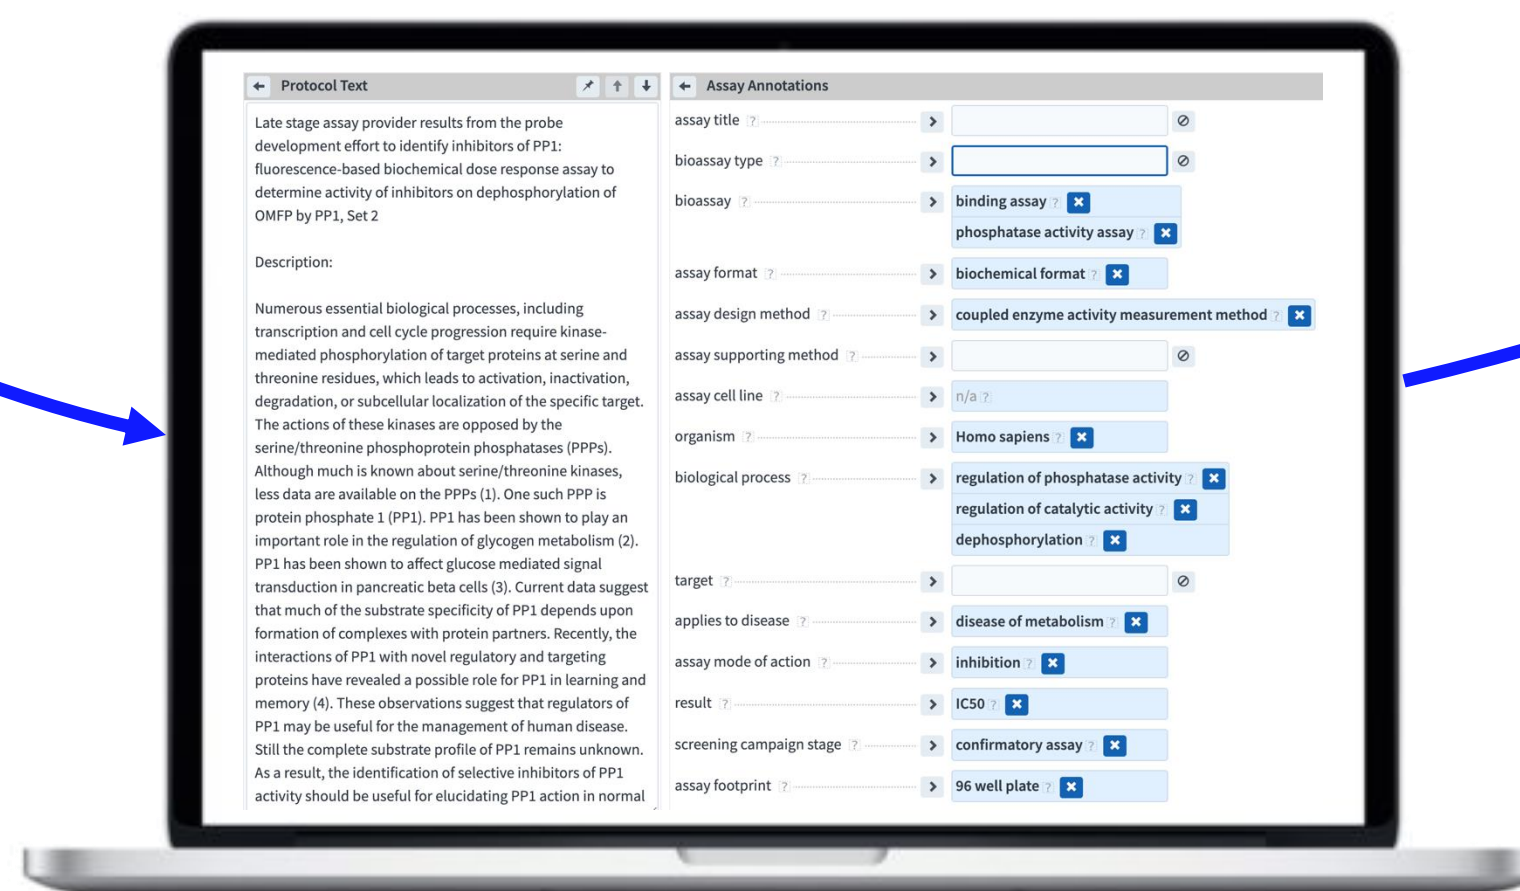 Protocol Text
Late stage assay provider results from the probe
development effort to identify inhibitors of PP1:
fluorescence-based biochemical dose response assay to
determine activity of inhibitors on dephosphorylation of
OMFP by PP1, Set 2
Description:
Numerous essential biological processes, including
transcription and cell cycle progression require kinase-
mediated phosphorylation of target proteins at serine and
threonine residues, which leads to activation, inactivation,
degradation, or subcellular localization of the specific target.
The actions of these kinases are opposed by the
serine/threonine phosphoprotein phosphatases (PPPs).
Although much is known about serine/threonine kinases,
less data are available on the PPPs (1). One such PPP is
protein phosphate 1 (PP1). PP1 has been shown to play an
important role in the regulation of glycogen metabolism (2).
PP1 has been shown to affect glucose mediated signal
transduction in pancreatic beta cells (3). Current data suggest
that much of the substrate specificity of PP1 depends upon
formation of complexes with protein partners. Recently, the
interactions of PP1 with novel regulatory and targeting
proteins have revealed a possible role for PP1 in learning and
memory (4). These observations suggest that regulators of
PP1 may be useful for the management of human disease.
Still the complete substrate profile of PP1 remains unknown.
As a result, the identification of selective inhibitors of PP1
activity should be useful for elucidating PP1 action in normal
Assay Annotations
assay title ?
bioassay type ?
bioassay ? binding assay ?
phosphatase activity assay ?
assay format ? biochemical format ?
assay design method ? coupled enzyme activity measurement method ?
assay supporting method ?
assay cell line ? n/a ?
organism ? Homo sapiens ?
biological process ? regulation of phosphatase activity ?
regulation of catalytic activity ?
dephosphorylation ?
target ?
applies to disease ? disease of metabolism ?
assay mode of action ? inhibition ?
result ? IC50 ?
screening campaign stage ? confirmatory assay ?
assay footprint ? 96 well plate ?